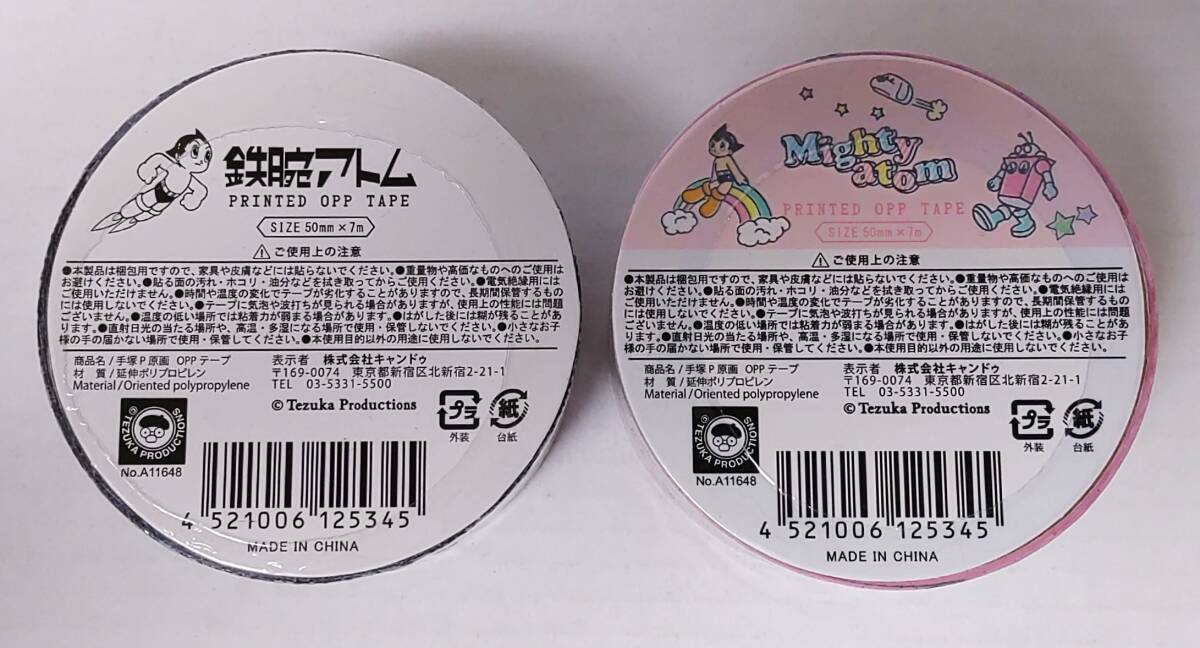 鉄腕アトム
PRINTED OPP TAPE
SIZE 50mm×7m
ご使用上の注意
●本製品は梱包用ですので、家具や皮膚などには貼らないでください。●重量物や高価なものへのご使用は
お避けください。●貼る面の汚れ・ホコリ・油分などを拭き取ってからご使用ください。●電気絶縁用には
ご使用いただけません。●時間や温度の変化でテープが劣化することがありますので、長期間保管するもの
には使用しないでください。●テープに気泡や波打ちが見られる場合がありますが、使用上の性能には問題
ございません。●温度の低い場所では粘着力が弱まる場合があります。●はがした後には糊が残ることがあ
ります。●直射日光の当たる場所や、高温・多湿になる場所で使用・保管しないでください。●小さなお子
様の手の届かない場所で使用・保管してください。●本使用目的以外の用途に使用しないでください。
商品名/手塚P原画 OPPテープ
材 質/延伸ポリプロピレン
Material/Oriented polypropylene
表示者 株式会社キャンドゥ
〒169-0074 東京都新宿区北新宿2-21-1
TEL 03-5331-5500
© Tezuka Productions
©TEZUKA PRODUCTIONS
No.A11648
プラ
外装
紙
台紙
4 521006 125345
MADE IN CHINA
Mighty
atom
PRINTED OPP TAPE
SIZE 50mm×7m
ご使用上の注意
●本製品は梱包用ですので、家具や皮膚などには貼らないでください。●重量物や高価なものへのご使用は
お避けください。●貼る面の汚れ・ホコリ・油分などを拭き取ってからご使用ください。●電気絶縁用には
ご使用いただけません。●時間や温度の変化でテープが劣化することがありますので、長期間保管するもの
には使用しないでください。●テープに気泡や波打ちが見られる場合がありますが、使用上の性能には問題
ございません。●温度の低い場所では粘着力が弱まる場合があります。●はがした後には糊が残ることがあ
ります。●直射日光の当たる場所や、高温・多湿になる場所で使用・保管しないでください。●小さなお子
様の手の届かない場所で使用・保管してください。●本使用目的以外の用途に使用しないでください。
商品名/手塚P原画 OPPテープ
材 質/延伸ポリプロピレン
Material/Oriented polypropylene
表示者 株式会社キャンドゥ
〒169-0074 東京都新宿区北新宿2-21-1
TEL 03-5331-5500
© Tezuka Productions
©TEZUKA PRODUCTIONS
No.A11648
プラ
外装
紙
台紙
4 521006 125345
MADE IN CHINA